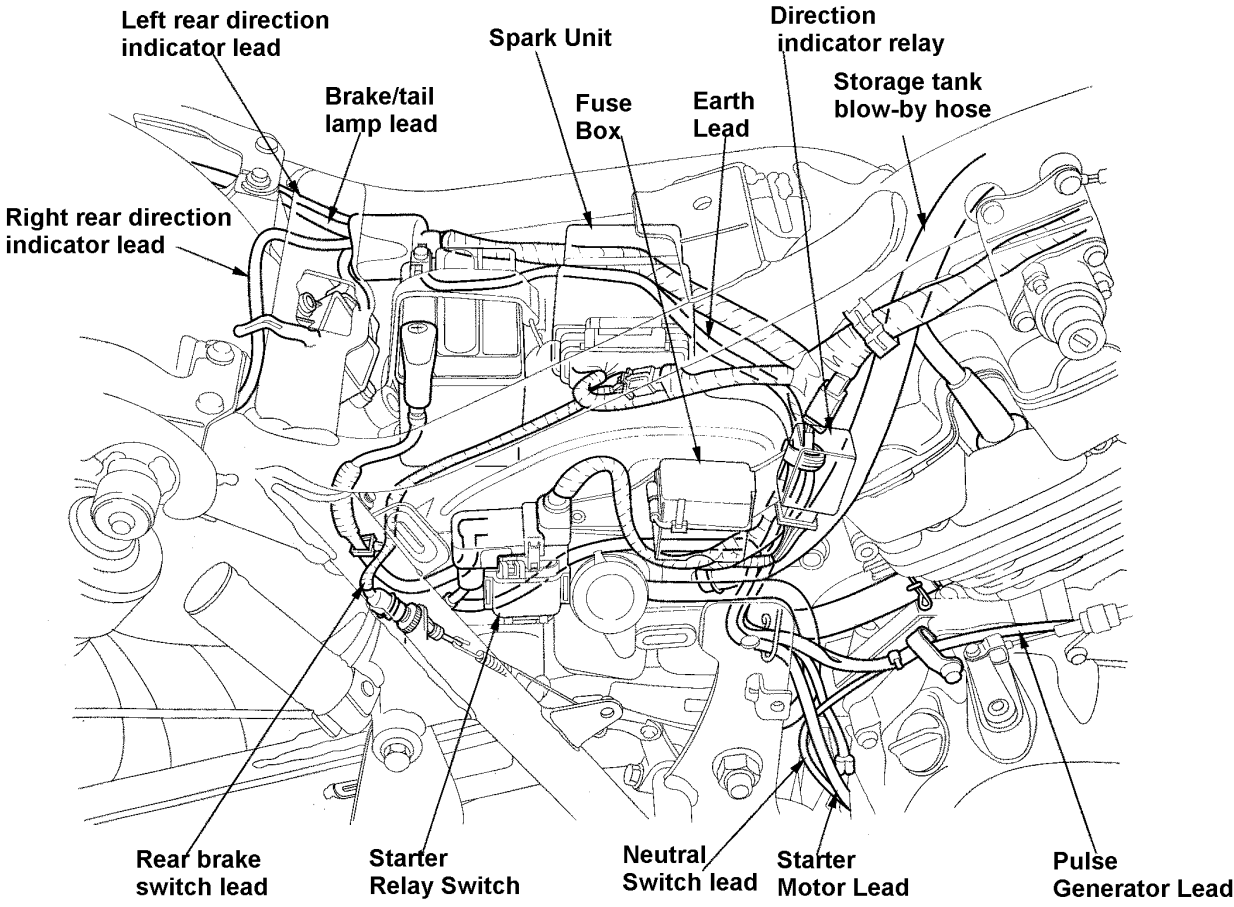 Left rear direction
indicator lead
Spark Unit
Direction
indicator relay
Brake/tail
lamp lead
Fuse
Box
Earth
Lead
Storage tank
blow-by hose
Right rear direction
indicator lead
Rear brake
switch lead
Starter
Relay Switch
Neutral
Switch lead
Starter
Motor Lead
Pulse
Generator Lead